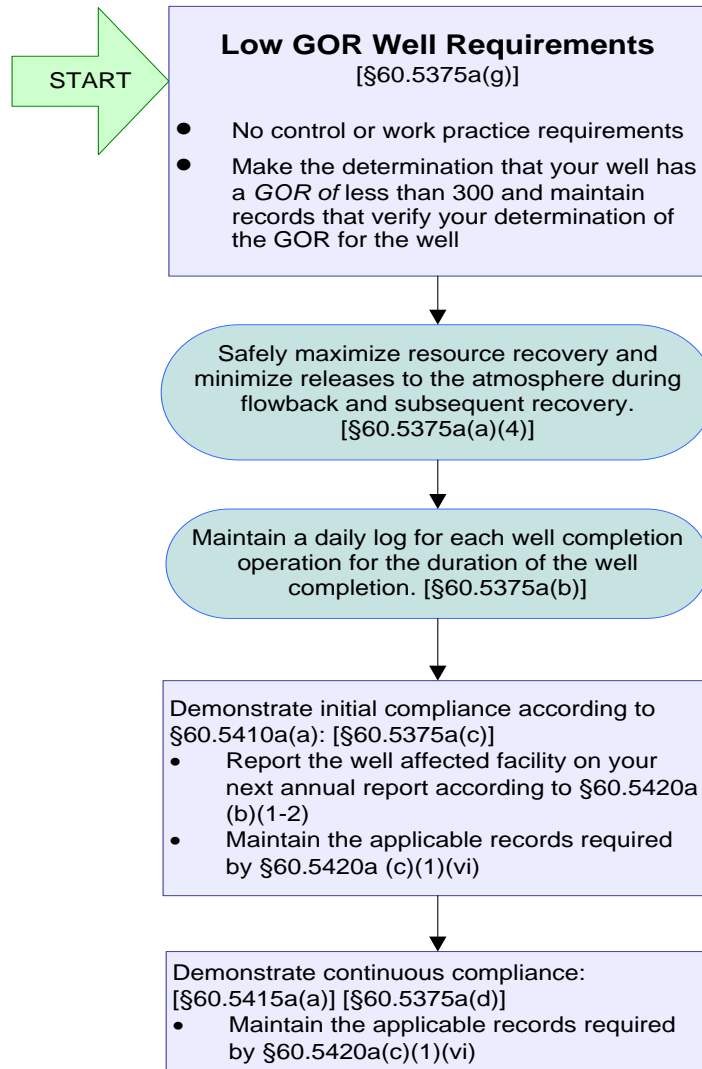 START
Low GOR Well Requirements
[§60.5375a(g)]
● No control or work practice requirements
● Make the determination that your well has
a GOR of less than 300 and maintain
records that verify your determination of
the GOR for the well
Safely maximize resource recovery and
minimize releases to the atmosphere during
flowback and subsequent recovery.
[§60.5375a(a)(4)]
Maintain a daily log for each well completion
operation for the duration of the well
completion. [§60.5375a(b)]
Demonstrate initial compliance according to
§60.5410a(a): [§60.5375a(c)]
• Report the well affected facility on your
next annual report according to §60.5420a
(b)(1-2)
• Maintain the applicable records required
by §60.5420a (c)(1)(vi)
Demonstrate continuous compliance:
[§60.5415a(a)] [§60.5375a(d)]
• Maintain the applicable records required
by §60.5420a(c)(1)(vi)